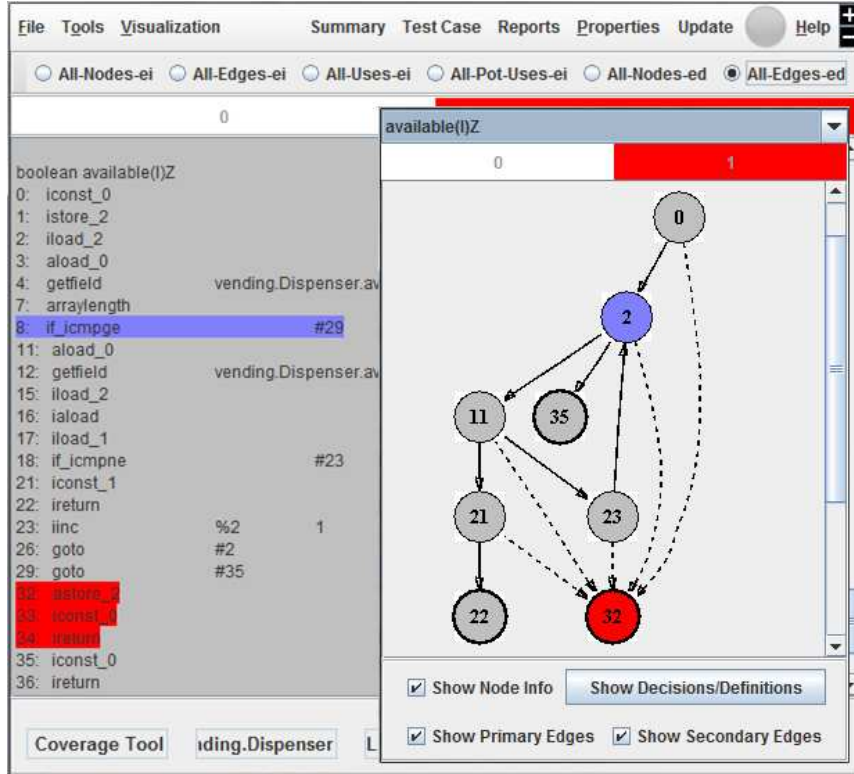 File Tools Visualization Summary Test Case Reports Properties Update Help
All-Nodes-ei All-Edges-ei All-Uses-ei All-Pot-Uses-ei All-Nodes-ed All-Edges-ed
0
available(I)Z
0 1
boolean available(I)Z
0: iconst_0
1: istore_2
2: iload_2
3: aload_0
4: getfield vending.Dispenser.av
7: arraylength
8: if_icmpge #29
11: aload_0
12: getfield vending.Dispenser.av
15: iload_2
16: iaload
17: iload_1
18: if_icmpne #23
21: iconst_1
22: ireturn
23: iinc %2 1
26: goto #2
29: goto #35
32: astore_2
33: iconst_0
34: ireturn
35: iconst_0
36: ireturn
0
2
11 35
21 23
22 32
Show Node Info Show Decisions/Definitions
Show Primary Edges Show Secondary Edges
Coverage Tool nding.Dispenser L